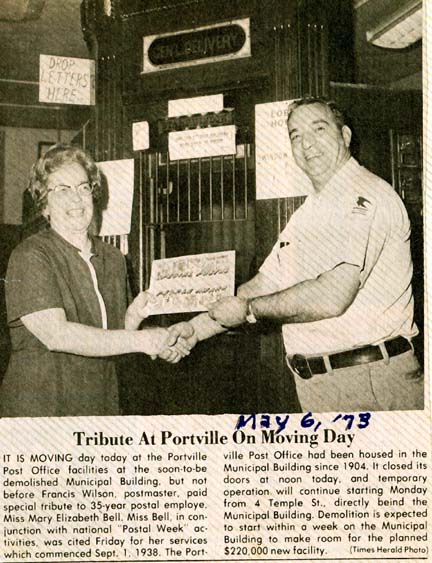 GEN'L DELIVERY
DROP
LETTERS
HERE
WINDOW
May 6, '73
Tribute At Portville On Moving Day
IT IS MOVING day today at the Portville
Post Office facilities at the soon-to-be
demolished Municipal Building, but not
before Francis Wilson, postmaster, paid
special tribute to 35-year postal employe,
Miss Mary Elizabeth Bell. Miss Bell, in con-
junction with national "Postal Week" ac-
tivities, was cited Friday for her services
which commenced Sept. 1, 1938. The Port-
ville Post Office had been housed in the
Municipal Building since 1904. It closed its
doors at noon today, and temporary
operation will continue starting Monday
from 4 Temple St., directly beind the
Municipal Building. Demolition is expected
to start within a week on the Municipal
Building to make room for the planned
$220,000 new facility. (Times Herald Photo)